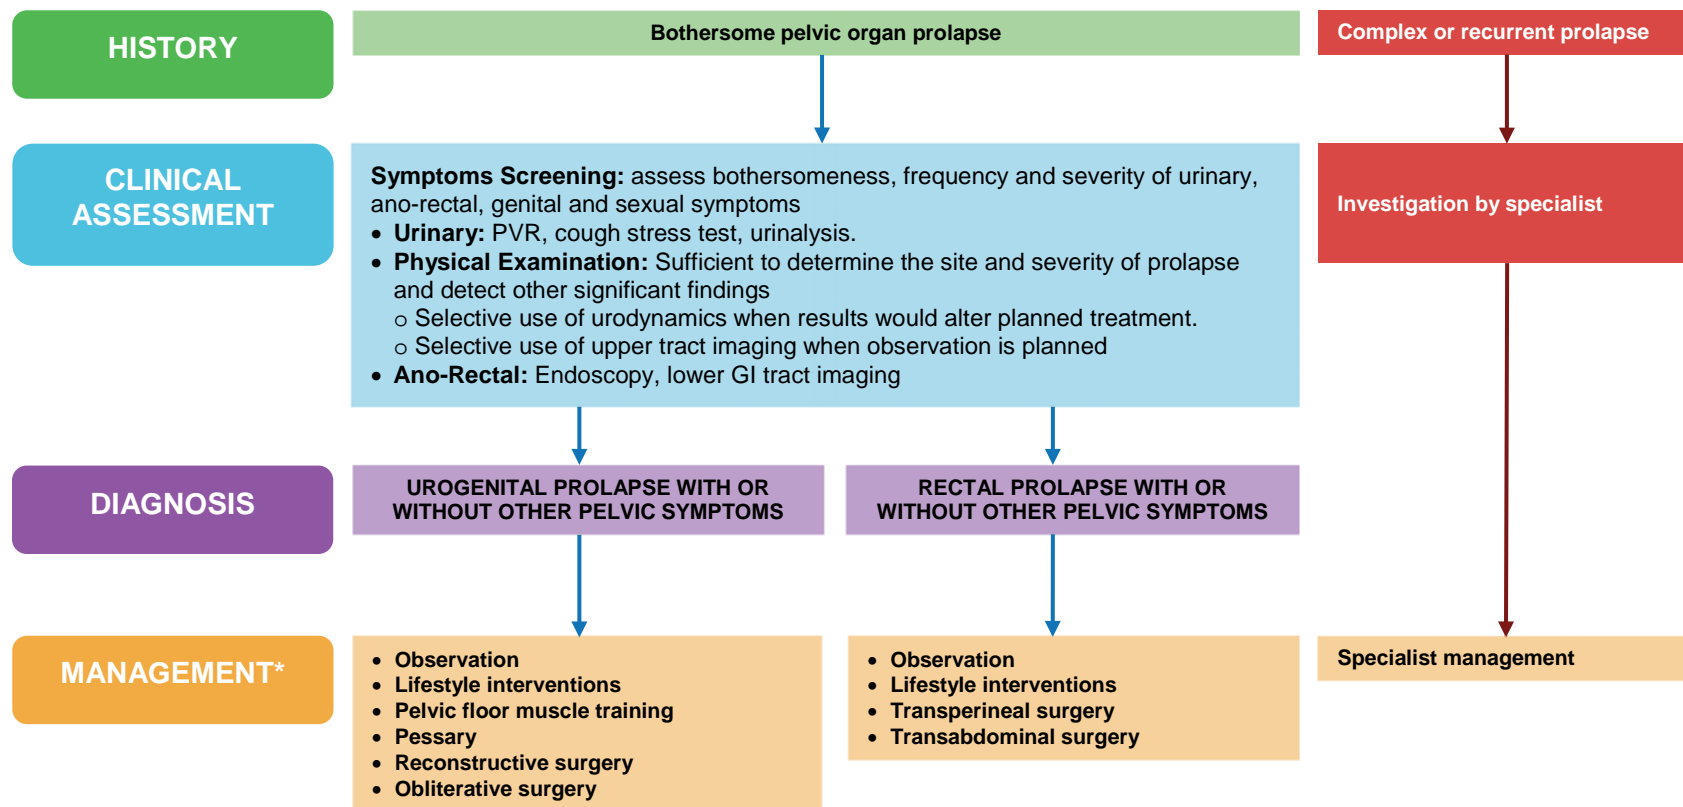 HISTORY
Bothersome pelvic organ prolapse
Complex or recurrent prolapse
CLINICAL
ASSESSMENT
Symptoms Screening: assess bothersomeness, frequency and severity of urinary,
ano-rectal, genital and sexual symptoms
• Urinary: PVR, cough stress test, urinalysis.
• Physical Examination: Sufficient to determine the site and severity of prolapse
and detect other significant findings
o Selective use of urodynamics when results would alter planned treatment.
o Selective use of upper tract imaging when observation is planned
• Ano-Rectal: Endoscopy, lower GI tract imaging
Investigation by specialist
DIAGNOSIS
UROGENITAL PROLAPSE WITH OR
WITHOUT OTHER PELVIC SYMPTOMS
RECTAL PROLAPSE WITH OR
WITHOUT OTHER PELVIC SYMPTOMS
MANAGEMENT*
• Observation
• Lifestyle interventions
• Pelvic floor muscle training
• Pessary
• Reconstructive surgery
• Obliterative surgery
• Observation
• Lifestyle interventions
• Transperineal surgery
• Transabdominal surgery
Specialist management